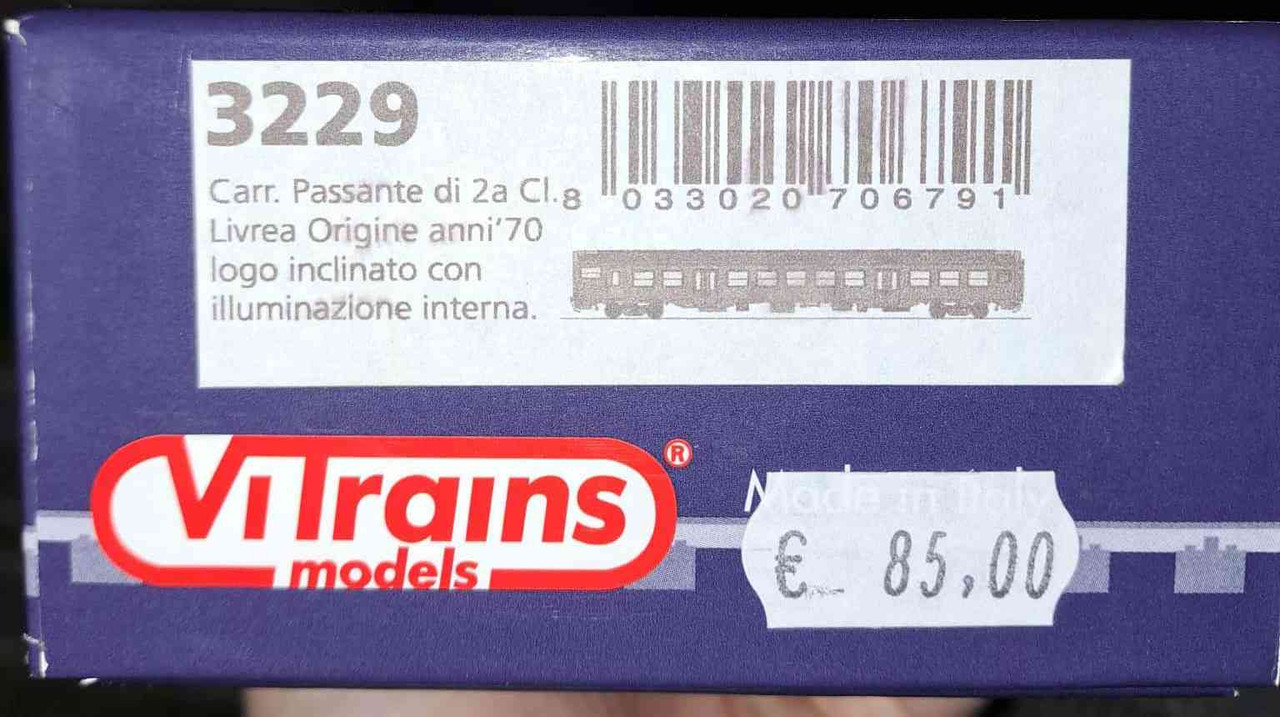 3229
Carr. Passante di 2a Cl.
Livrea Origine anni'70
logo inclinato con
illuminazione interna.
8 033020 706791
ViTrains®
models
Made in Italy
€ 85,00